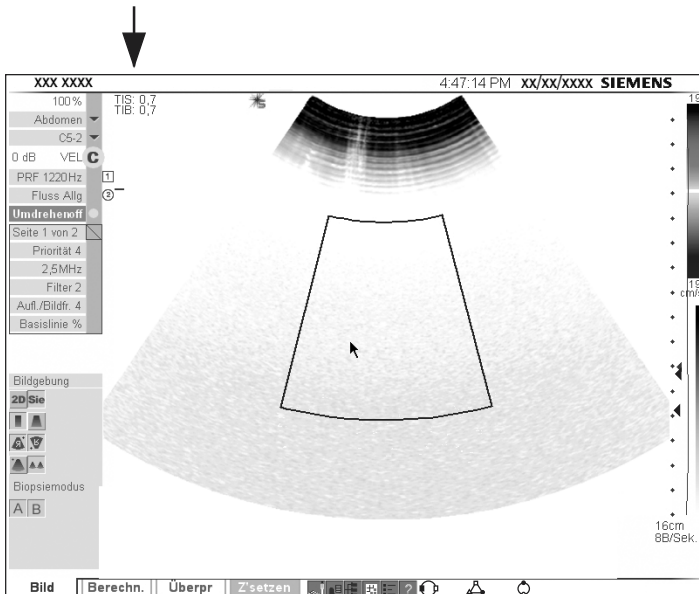 XXX XXXX 4:47:14 PM XX/XX/XXXX SIEMENS
100%
TIS: 0,7
TIB: 0,7
Abdomen
C5-2
0 dB VEL C
PRF 1220Hz 1
Fluss Allg 2
Umdrehenoff
Seite 1 von 2
Priorität 4
2,5MHz
Filter 2
Aufl./Bildfr. 4
Basislinie %
19
19
cm/s
Bildgebung
2D Sie
Biopsiemodus
A B
16cm
8B/Sek.
Bild Berechn. Überpr Z'setzen ?